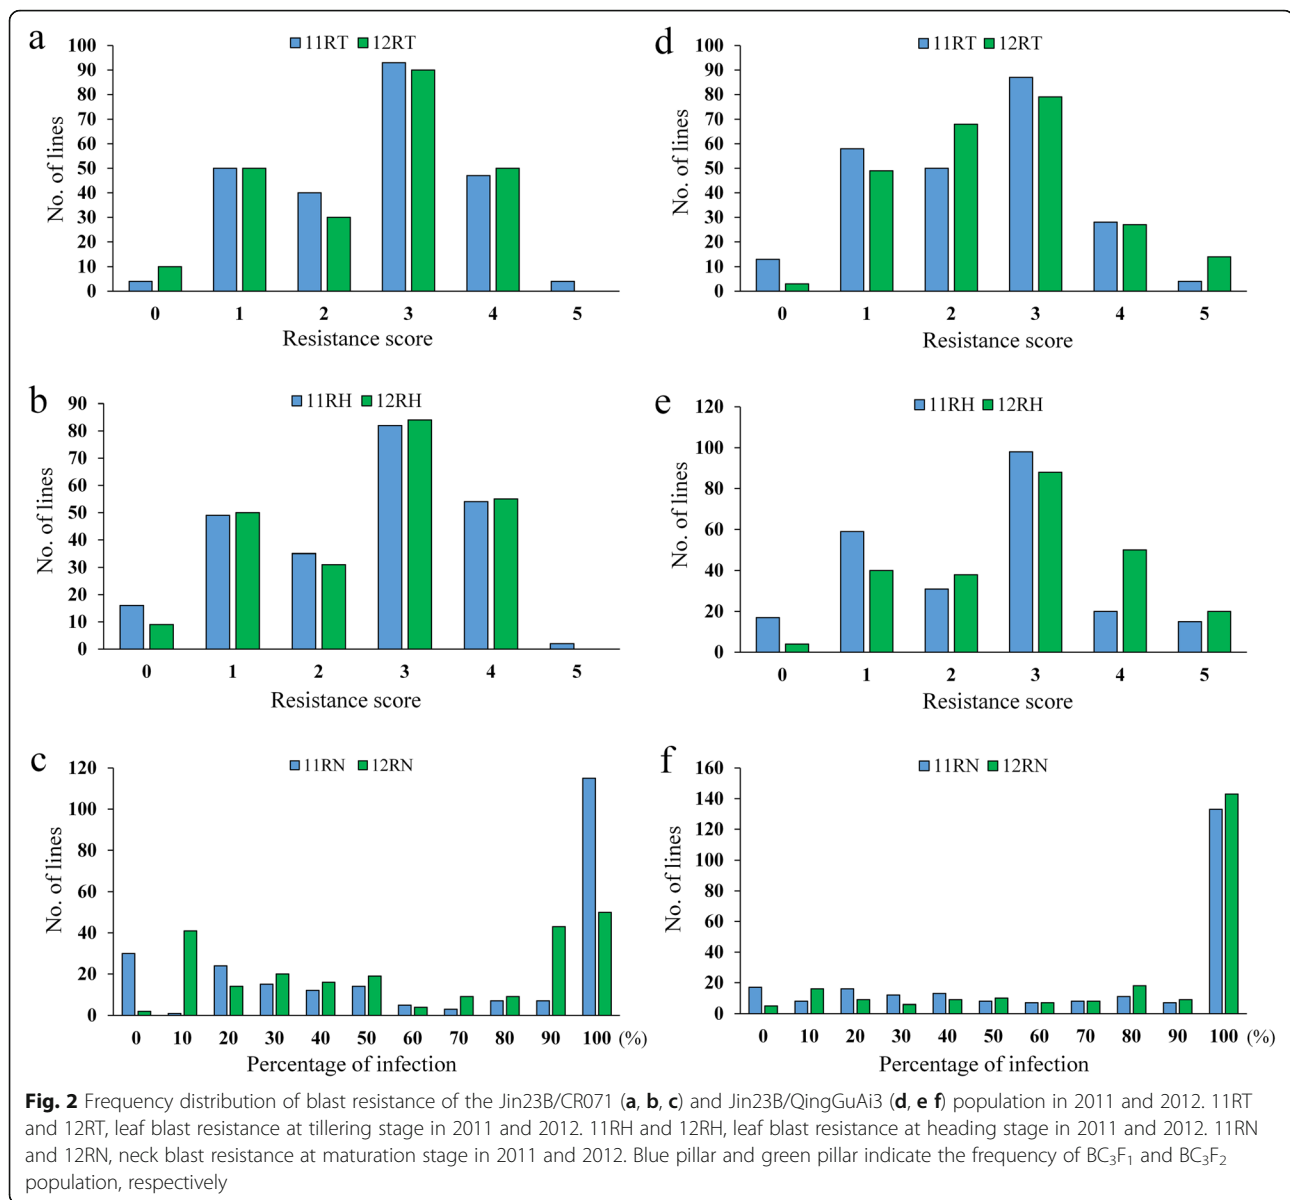 a
11RT 12RT
100
90
80
70
60
50
40
30
20
10
0
No. of lines
0 1 2 3 4 5
Resistance score
d
11RT 12RT
100
90
80
70
60
50
40
30
20
10
0
No. of lines
0 1 2 3 4 5
Resistance score
b
11RH 12RH
90
80
70
60
50
40
30
20
10
0
No. of lines
0 1 2 3 4 5
Resistance score
e
11RH 12RH
120
100
80
60
40
20
0
No. of lines
0 1 2 3 4 5
Resistance score
c
11RN 12RN
120
100
80
60
40
20
0
No. of lines
0 10 20 30 40 50 60 70 80 90 100 (%)
Percentage of infection
f
11RN 12RN
160
140
120
100
80
60
40
20
0
No. of lines
0 10 20 30 40 50 60 70 80 90 100 (%)
Percentage of infection
Fig. 2 Frequency distribution of blast resistance of the Jin23B/CR071 (a, b, c) and Jin23B/QingGuAi3 (d, e f) population in 2011 and 2012. 11RT
and 12RT, leaf blast resistance at tillering stage in 2011 and 2012. 11RH and 12RH, leaf blast resistance at heading stage in 2011 and 2012. 11RN
and 12RN, neck blast resistance at maturation stage in 2011 and 2012. Blue pillar and green pillar indicate the frequency of BC₃F₁ and BC₃F₂
population, respectively